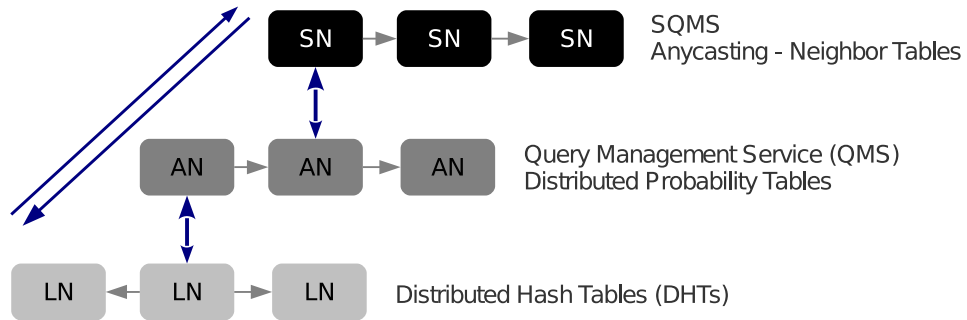 SN SN SN
SQMS
Anycasting - Neighbor Tables
AN AN AN
Query Management Service (QMS)
Distributed Probability Tables
LN LN LN
Distributed Hash Tables (DHTs)